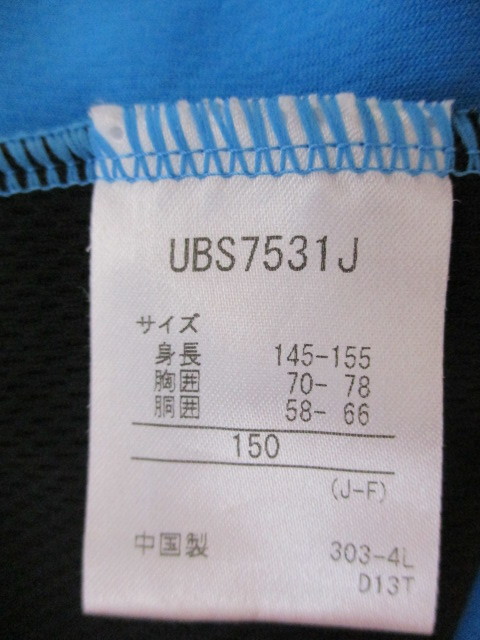 UBS7531J
サイズ
身長 145-155
胸囲 70- 78
胴囲 58- 66
150
(J-F)
中国製 303-4L
D13T